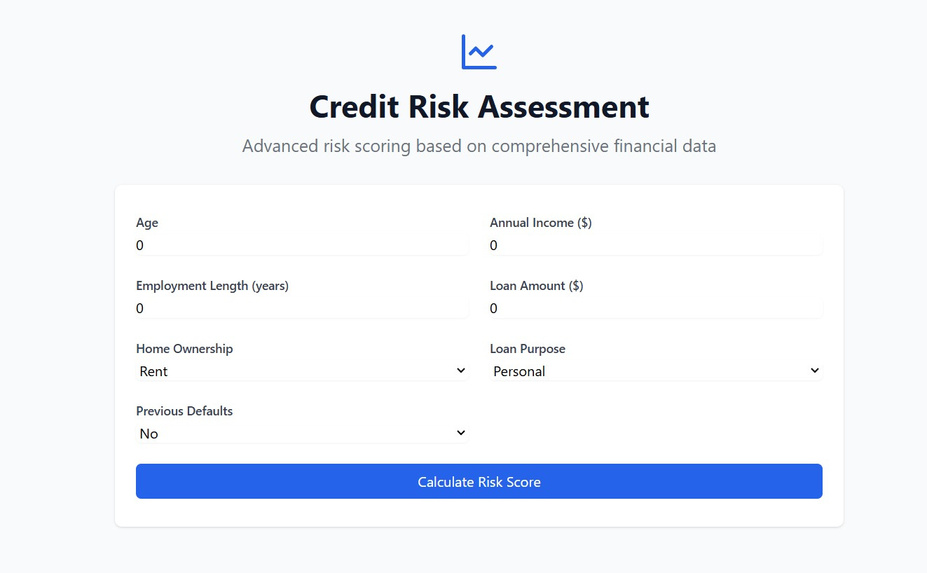 Credit Risk Assessment
Advanced risk scoring based on comprehensive financial data
Age
0
Annual Income ($)
0
Employment Length (years)
0
Loan Amount ($)
0
Home Ownership
Rent
Loan Purpose
Personal
Previous Defaults
No
Calculate Risk Score